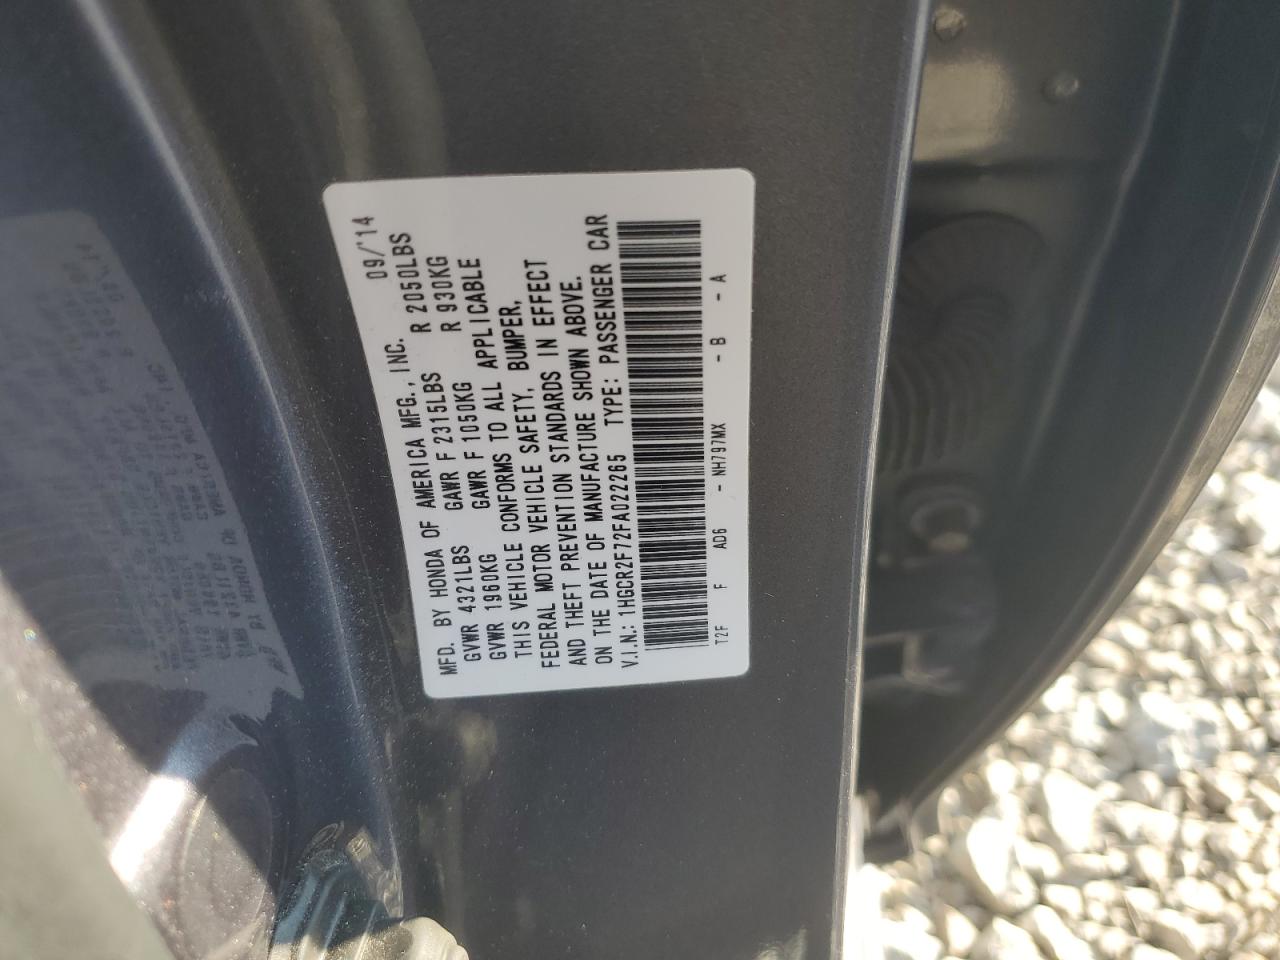 MFD. BY HONDA OF AMERICA MFG., INC. 09/'14
GVWR 4321LBS GAWR F 2315LBS R 2050LBS
GVWR 1960KG GAWR F 1050KG R 930KG
THIS VEHICLE CONFORMS TO ALL APPLICABLE
FEDERAL MOTOR VEHICLE SAFETY, BUMPER,
AND THEFT PREVENTION STANDARDS IN EFFECT
ON THE DATE OF MANUFACTURE SHOWN ABOVE.
V.I.N.: 1HGCR2F72FA022265 TYPE: PASSENGER CAR
T2F F AD6 - NH797MX - B - A